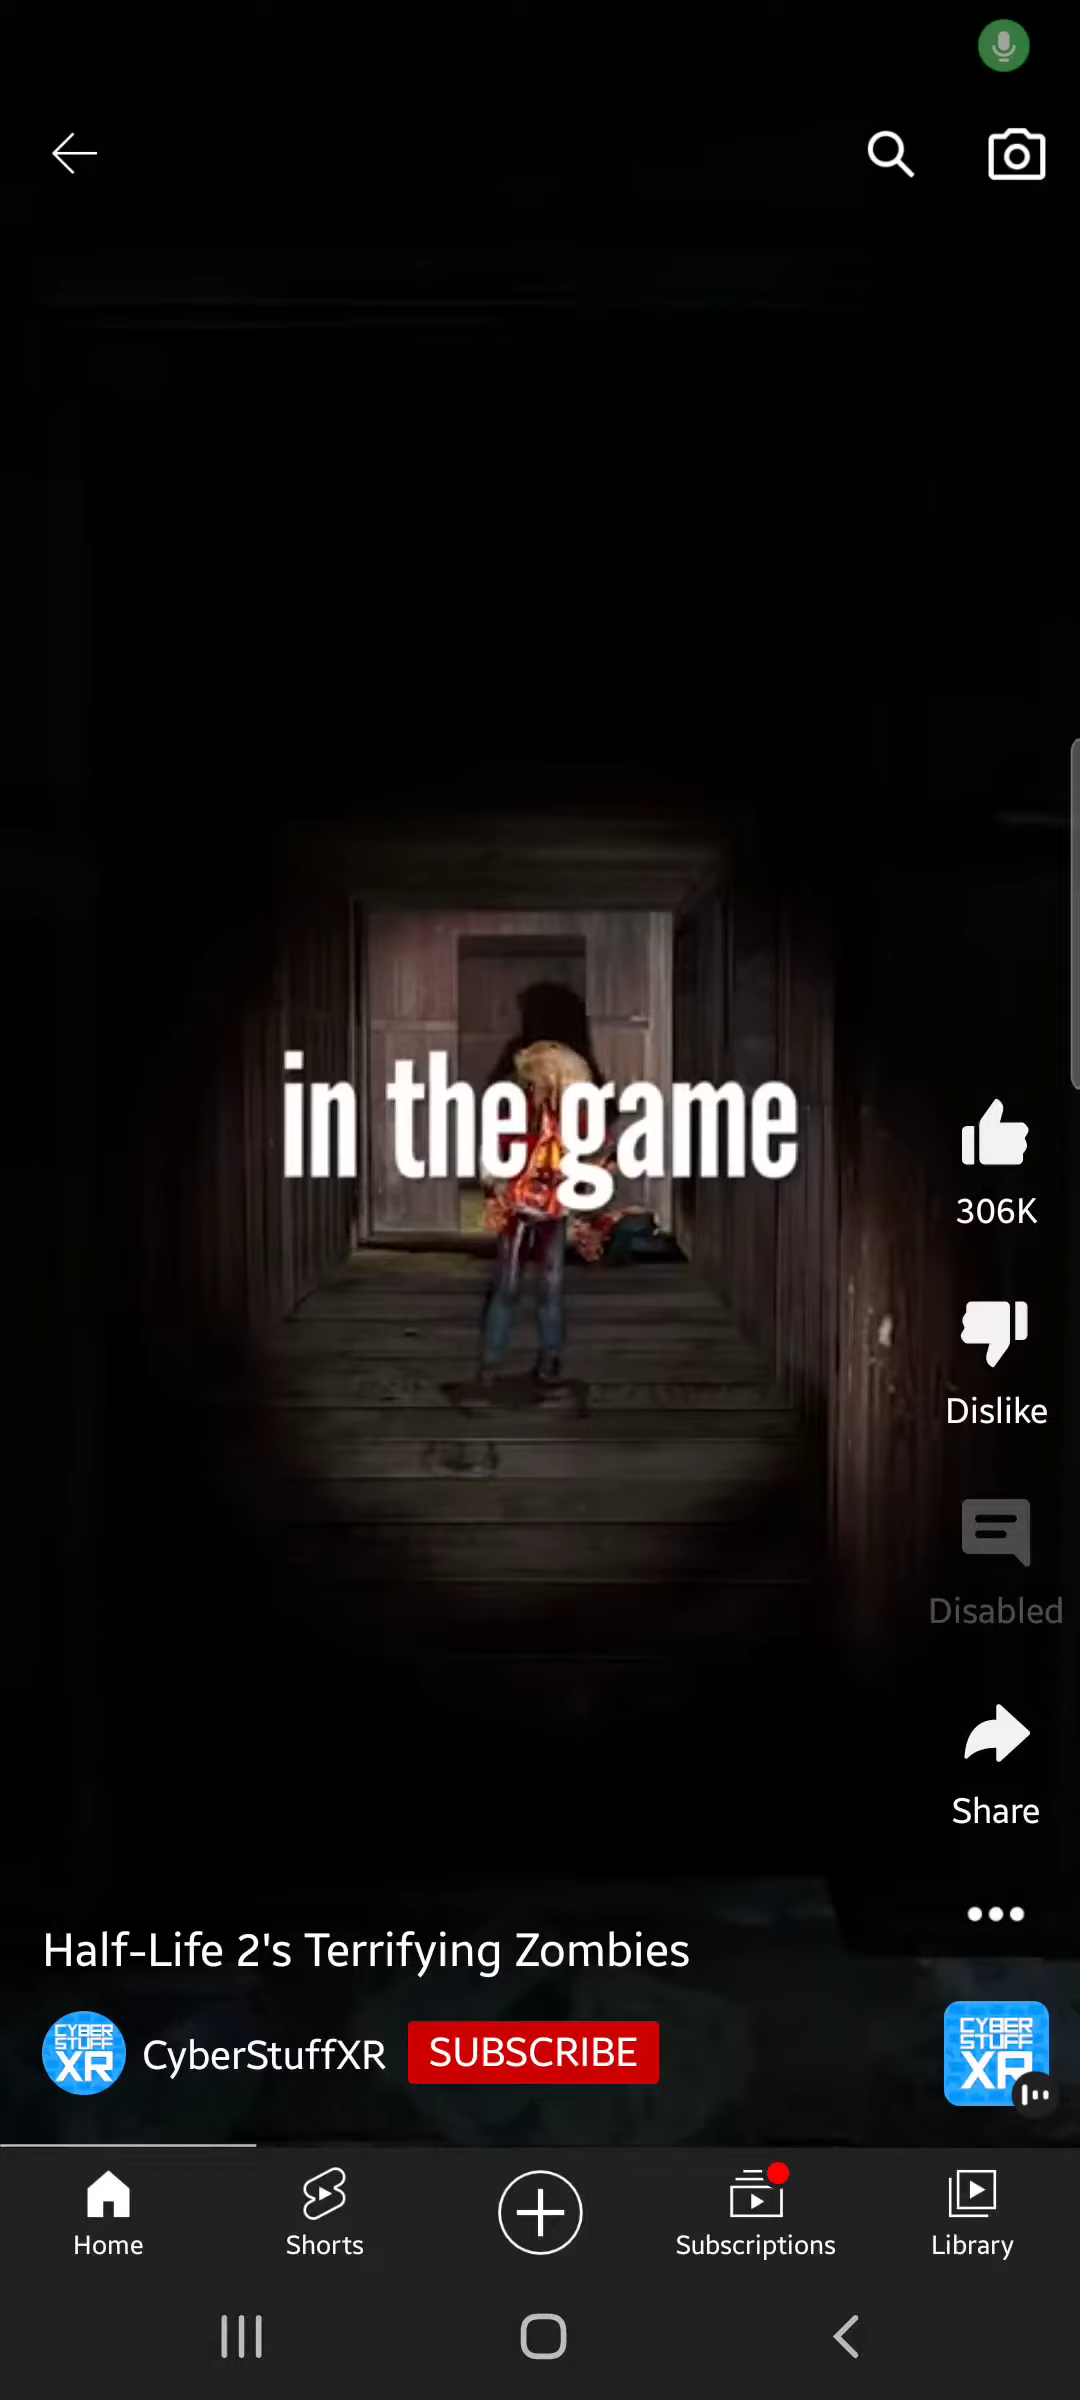 in the game
306K
Dislike
Disabled
Share
Half-Life 2's Terrifying Zombies
CYBER
STUFF
XR
CyberStuffXR
SUBSCRIBE
CYBER
STUFF
XR
Home
Shorts
Subscriptions
Library